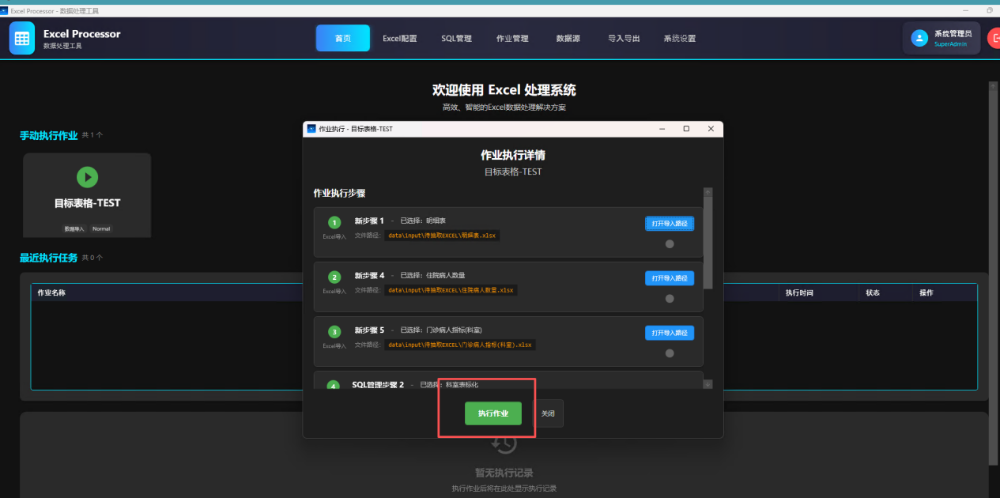 Excel Processor - 数据处理工具
Excel Processor
数据处理工具
首页
Excel配置
SQL管理
作业管理
数据源
导入导出
系统设置
系统管理员
SuperAdmin
欢迎使用 Excel 处理系统
高效、智能的Excel数据处理解决方案
手动执行作业 共 1 个
目标表格-TEST
数据导入 Normal
最近执行任务 共 0 个
作业名称
执行时间
状态
操作
作业执行 - 目标表格-TEST
作业执行详情
目标表格-TEST
作业执行步骤
1 新步骤 1 - 已选择: 明细表
Excel导入 文件路径: data\input\待抽取EXCEL\明细表.xlsx
打开导入路径
2 新步骤 4 - 已选择: 住院病人数量
Excel导入 文件路径: data\input\待抽取EXCEL\住院病人数量.xlsx
打开导入路径
3 新步骤 5 - 已选择: 门诊病人指标(科室)
Excel导入 文件路径: data\input\待抽取EXCEL\门诊病人指标(科室).xlsx
打开导入路径
4 SQL管理步骤 2 - 已选择: 科室表标化
执行作业
关闭
暂无执行记录
执行作业后将在此处显示执行记录